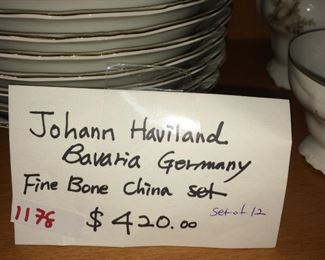 Johann Haviland
Bavaria Germany
Fine Bone China set
1178 $420.00 set of 12